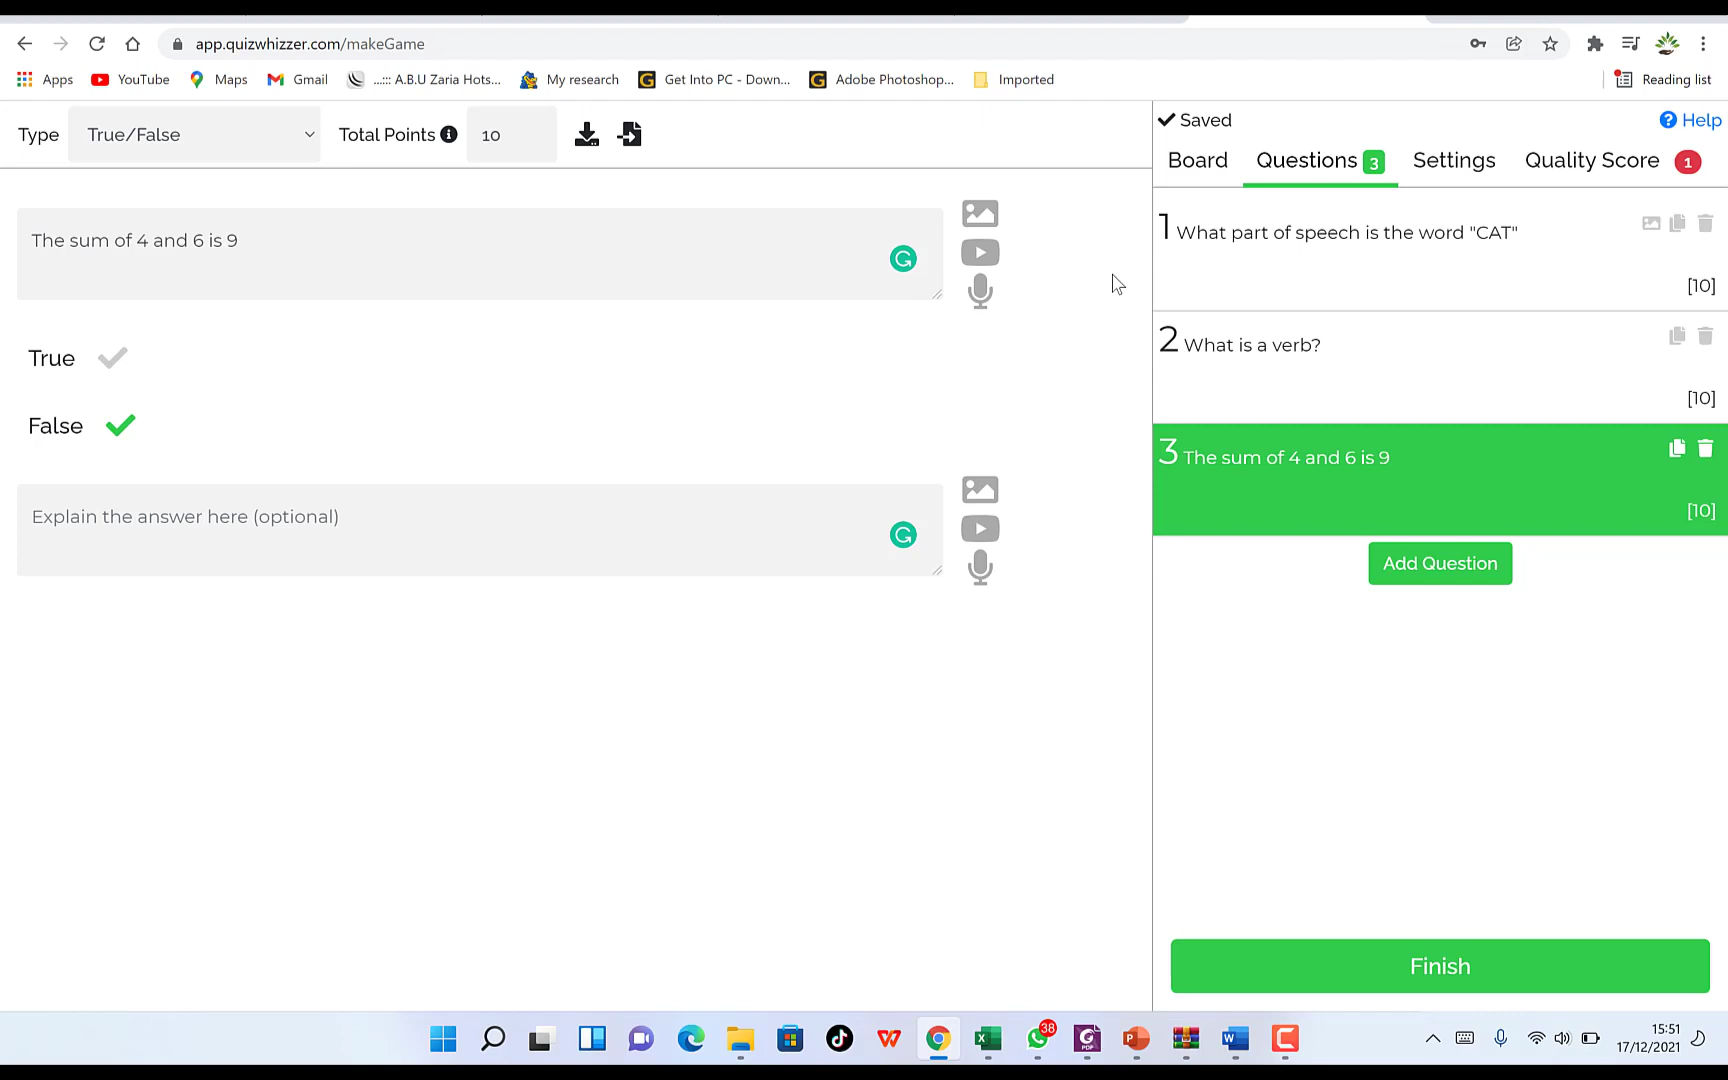 app.quizwhizzer.com/makeGame
Apps YouTube Maps Gmail ...::: A.B.U Zaria Hots... My research Get Into PC - Down... Adobe Photoshop... Imported Reading list
Type True/False Total Points 10
Saved Help
Board Questions 3 Settings Quality Score 1
The sum of 4 and 6 is 9
True
False
Explain the answer here (optional)
1 What part of speech is the word "CAT"
[10]
2 What is a verb?
[10]
3 The sum of 4 and 6 is 9
[10]
Add Question
Finish
38
15:51
17/12/2021